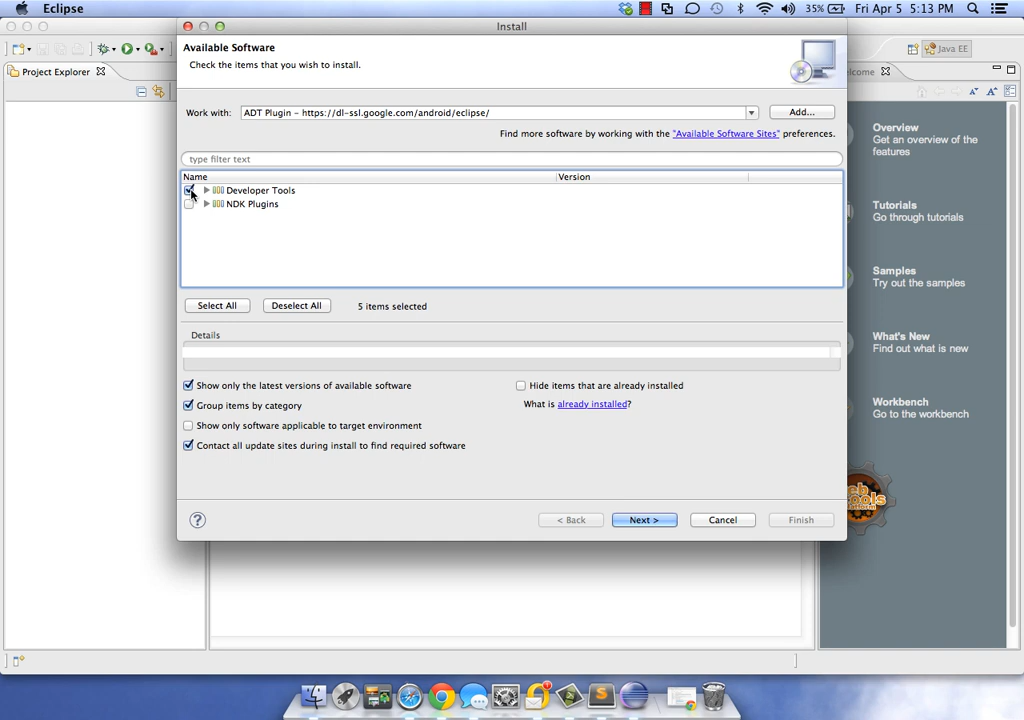 Eclipse
35%
Fri Apr 5 5:13 PM
Install
Java EE
Project Explorer
Available Software
Check the items that you wish to install.
Work with:
ADT Plugin – https://dl-ssl.google.com/android/eclipse/
Add...
Find more software by working with the "Available Software Sites" preferences.
type filter text
Name
Version
Developer Tools
NDK Plugins
Select All
Deselect All
5 items selected
Details
Show only the latest versions of available software
Hide items that are already installed
Group items by category
What is already installed?
Show only software applicable to target environment
Contact all update sites during install to find required software
?
< Back
Next >
Cancel
Finish
Overview
Get an overview of the
features
Tutorials
Go through tutorials
Samples
Try out the samples
What's New
Find out what is new
Workbench
Go to the workbench